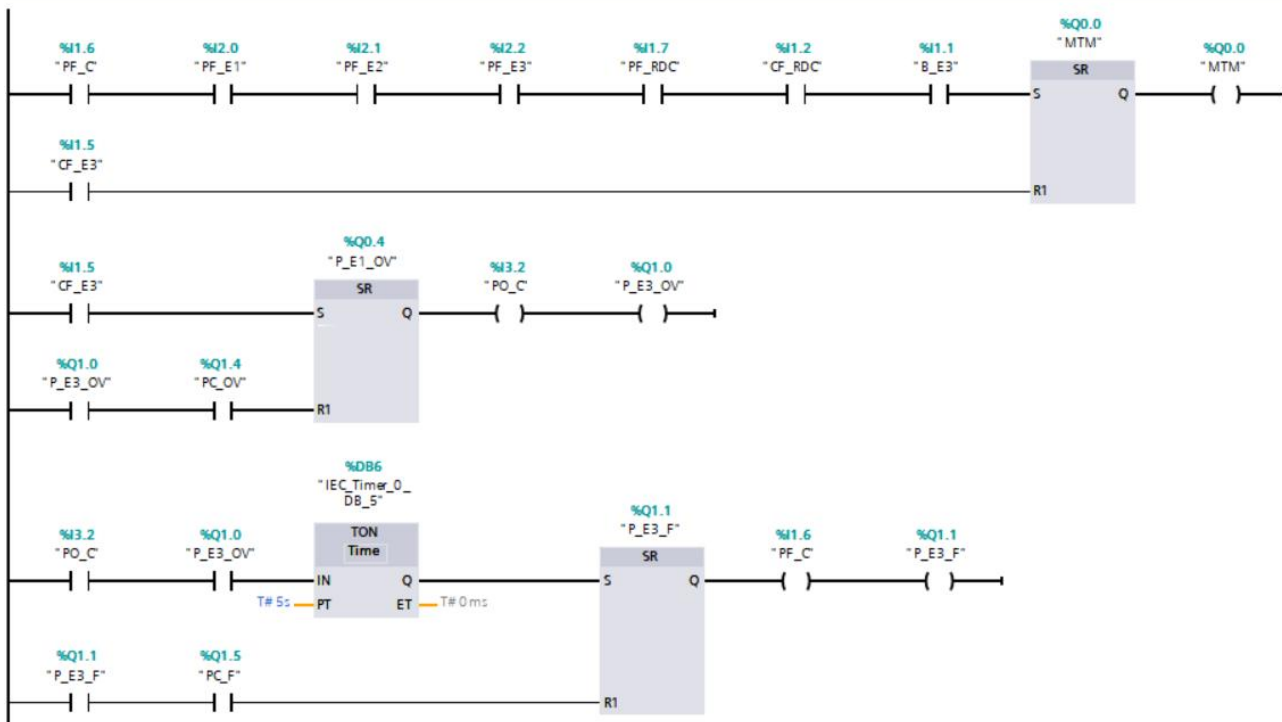 %Q0.0
"MTM"
%I1.6 %I2.0 %I2.1 %I2.2 %I1.7 %I1.2 %I1.1 %Q0.0
"PF_C" "PF_E1" "PF_E2" "PF_E3" "PF_RDC" "CF_RDC" "B_E3" SR "MTM"
S Q
%I1.5
"CF_E3"
R1
%Q0.4
"P_E1_OV"
%I1.5 %I3.2 %Q1.0
"CF_E3" SR "PO_C" "P_E3_OV"
S Q
%Q1.0 %Q1.4
"P_E3_OV" "PC_OV"
R1
%DB6
"IEC_Timer_0_
DB_5"
%Q1.1
"P_E3_F"
%I3.2 %Q1.0 TON %I1.6 %Q1.1
"PO_C" "P_E3_OV" Time SR "PF_C" "P_E3_F"
IN Q S Q
T#5s PT ET T#0ms
%Q1.1 %Q1.5
"P_E3_F" "PC_F"
R1